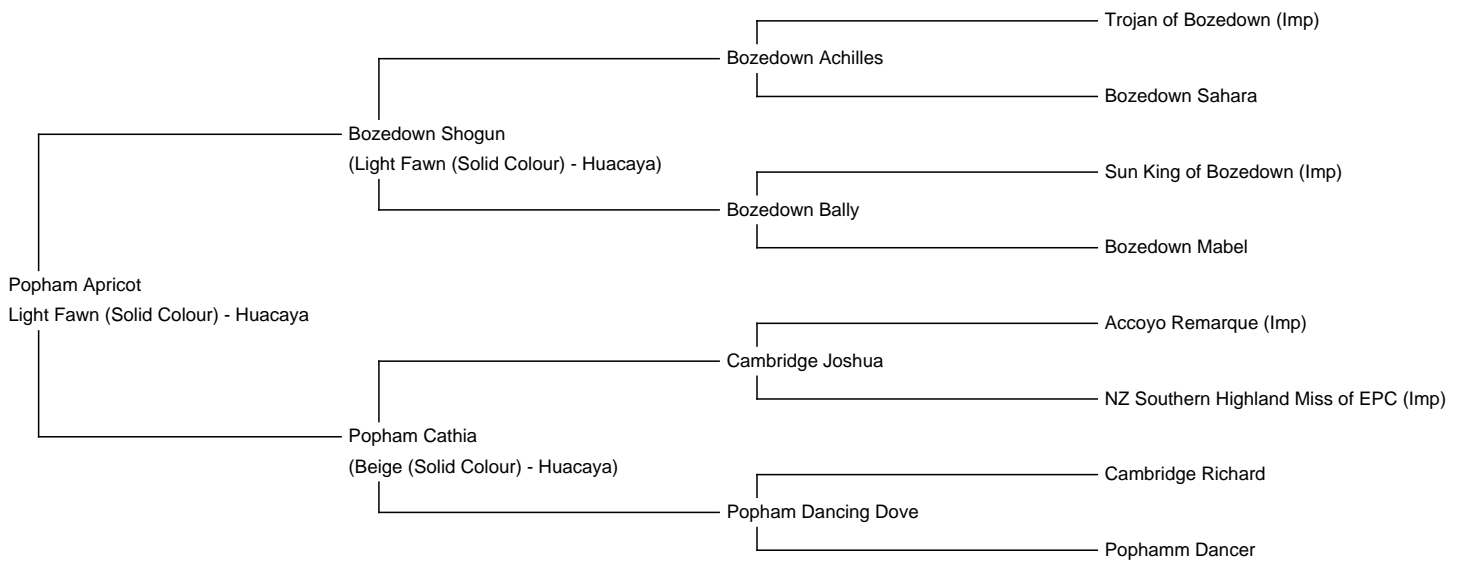 Trojan of Bozedown (Imp)
Bozedown Achilles
Bozedown Sahara
Bozedown Shogun
(Light Fawn (Solid Colour) - Huacaya)
Sun King of Bozedown (Imp)
Bozedown Bally
Bozedown Mabel
Popham Apricot
Light Fawn (Solid Colour) - Huacaya
Accoyo Remarque (Imp)
Cambridge Joshua
NZ Southern Highland Miss of EPC (Imp)
Popham Cathia
(Beige (Solid Colour) - Huacaya)
Cambridge Richard
Popham Dancing Dove
Pophamm Dancer